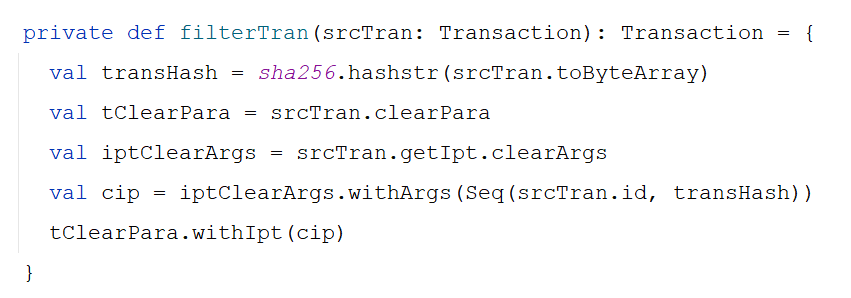 private def filterTran(srcTran: Transaction): Transaction = {
  val transHash = sha256.hashstr(srcTran.toByteArray)
  val tClearPara = srcTran.clearPara
  val iptClearArgs = srcTran.getIpt.clearArgs
  val cip = iptClearArgs.withArgs(Seq(srcTran.id, transHash))
  tClearPara.withIpt(cip)
}